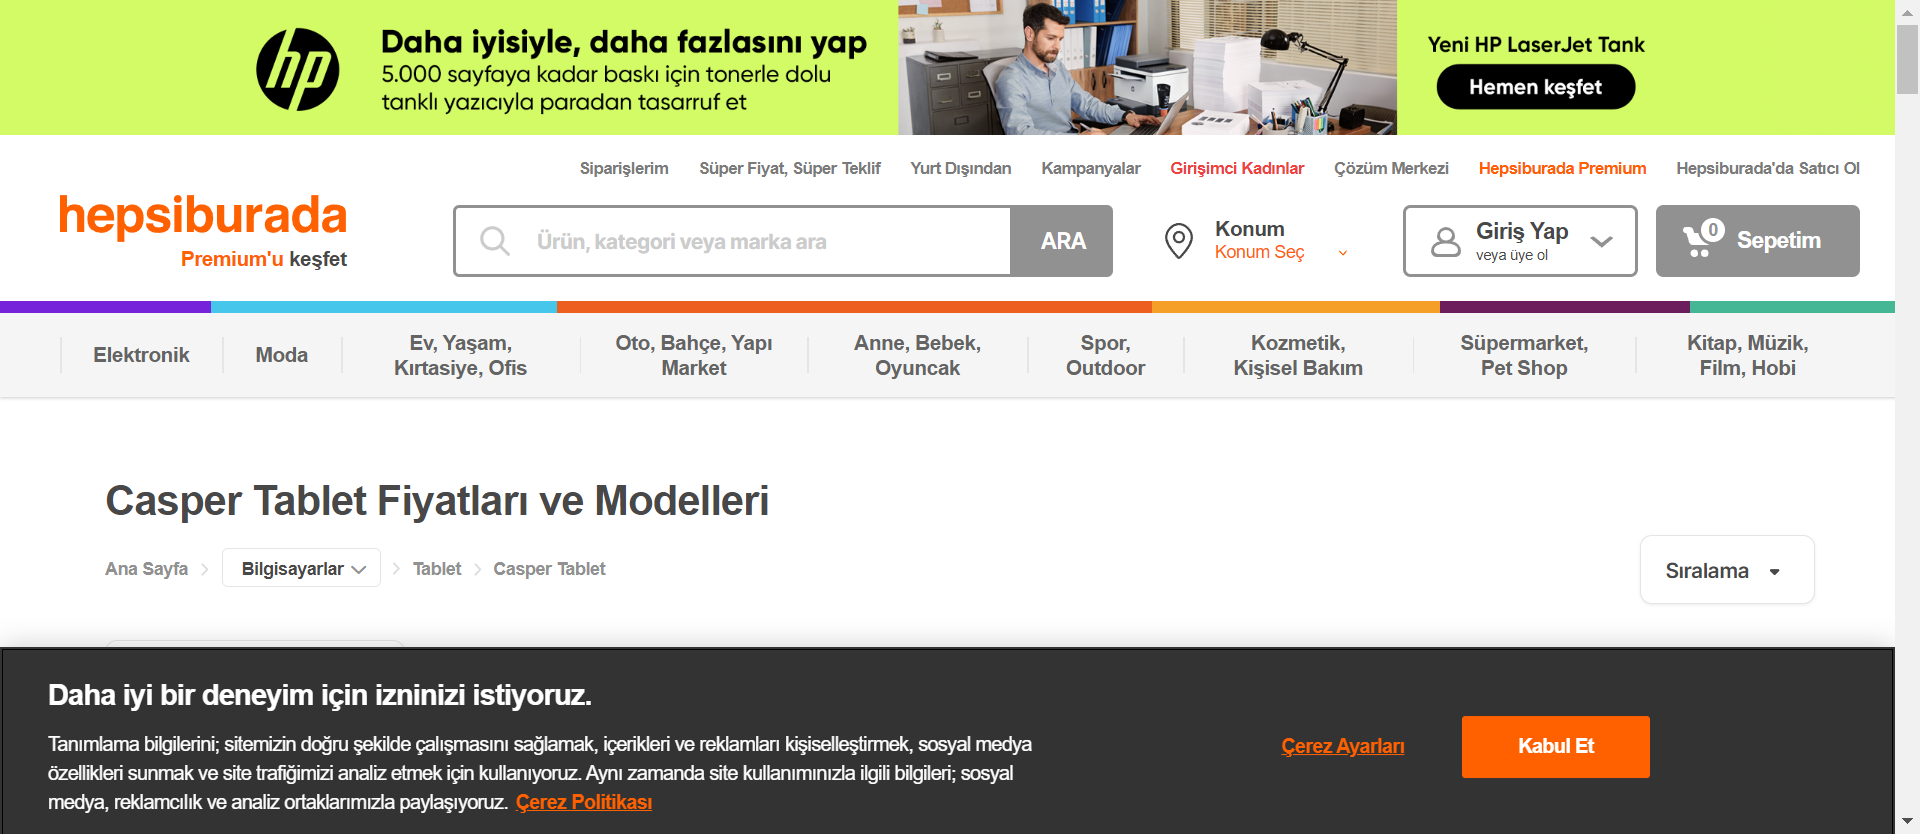 hp
Daha iyisiyle, daha fazlasını yap
5.000 sayfaya kadar baskı için tonerle dolu
tanklı yazıcıyla paradan tasarruf et
Yeni HP LaserJet Tank
Hemen keşfet
Siparişlerim Süper Fiyat, Süper Teklif Yurt Dışından Kampanyalar Girişimci Kadınlar Çözüm Merkezi Hepsiburada Premium Hepsiburada'da Satıcı Ol
hepsiburada
Premium'u keşfet
Ürün, kategori veya marka ara
ARA
Konum
Konum Seç
Giriş Yap
veya üye ol
0
Sepetim
Elektronik
Moda
Ev, Yaşam,
Kırtasiye, Ofis
Oto, Bahçe, Yapı
Market
Anne, Bebek,
Oyuncak
Spor,
Outdoor
Kozmetik,
Kişisel Bakım
Süpermarket,
Pet Shop
Kitap, Müzik,
Film, Hobi
Casper Tablet Fiyatları ve Modelleri
Ana Sayfa Bilgisayarlar Tablet Casper Tablet
Sıralama
Daha iyi bir deneyim için izninizi istiyoruz.
Tanımlama bilgilerini; sitemizin doğru şekilde çalışmasını sağlamak, içerikleri ve reklamları kişiselleştirmek, sosyal medya
özellikleri sunmak ve site trafiğimizi analiz etmek için kullanıyoruz. Aynı zamanda site kullanımınızla ilgili bilgileri; sosyal
medya, reklamcılık ve analiz ortaklarımızla paylaşıyoruz. Çerez Politikası
Çerez Ayarları
Kabul Et